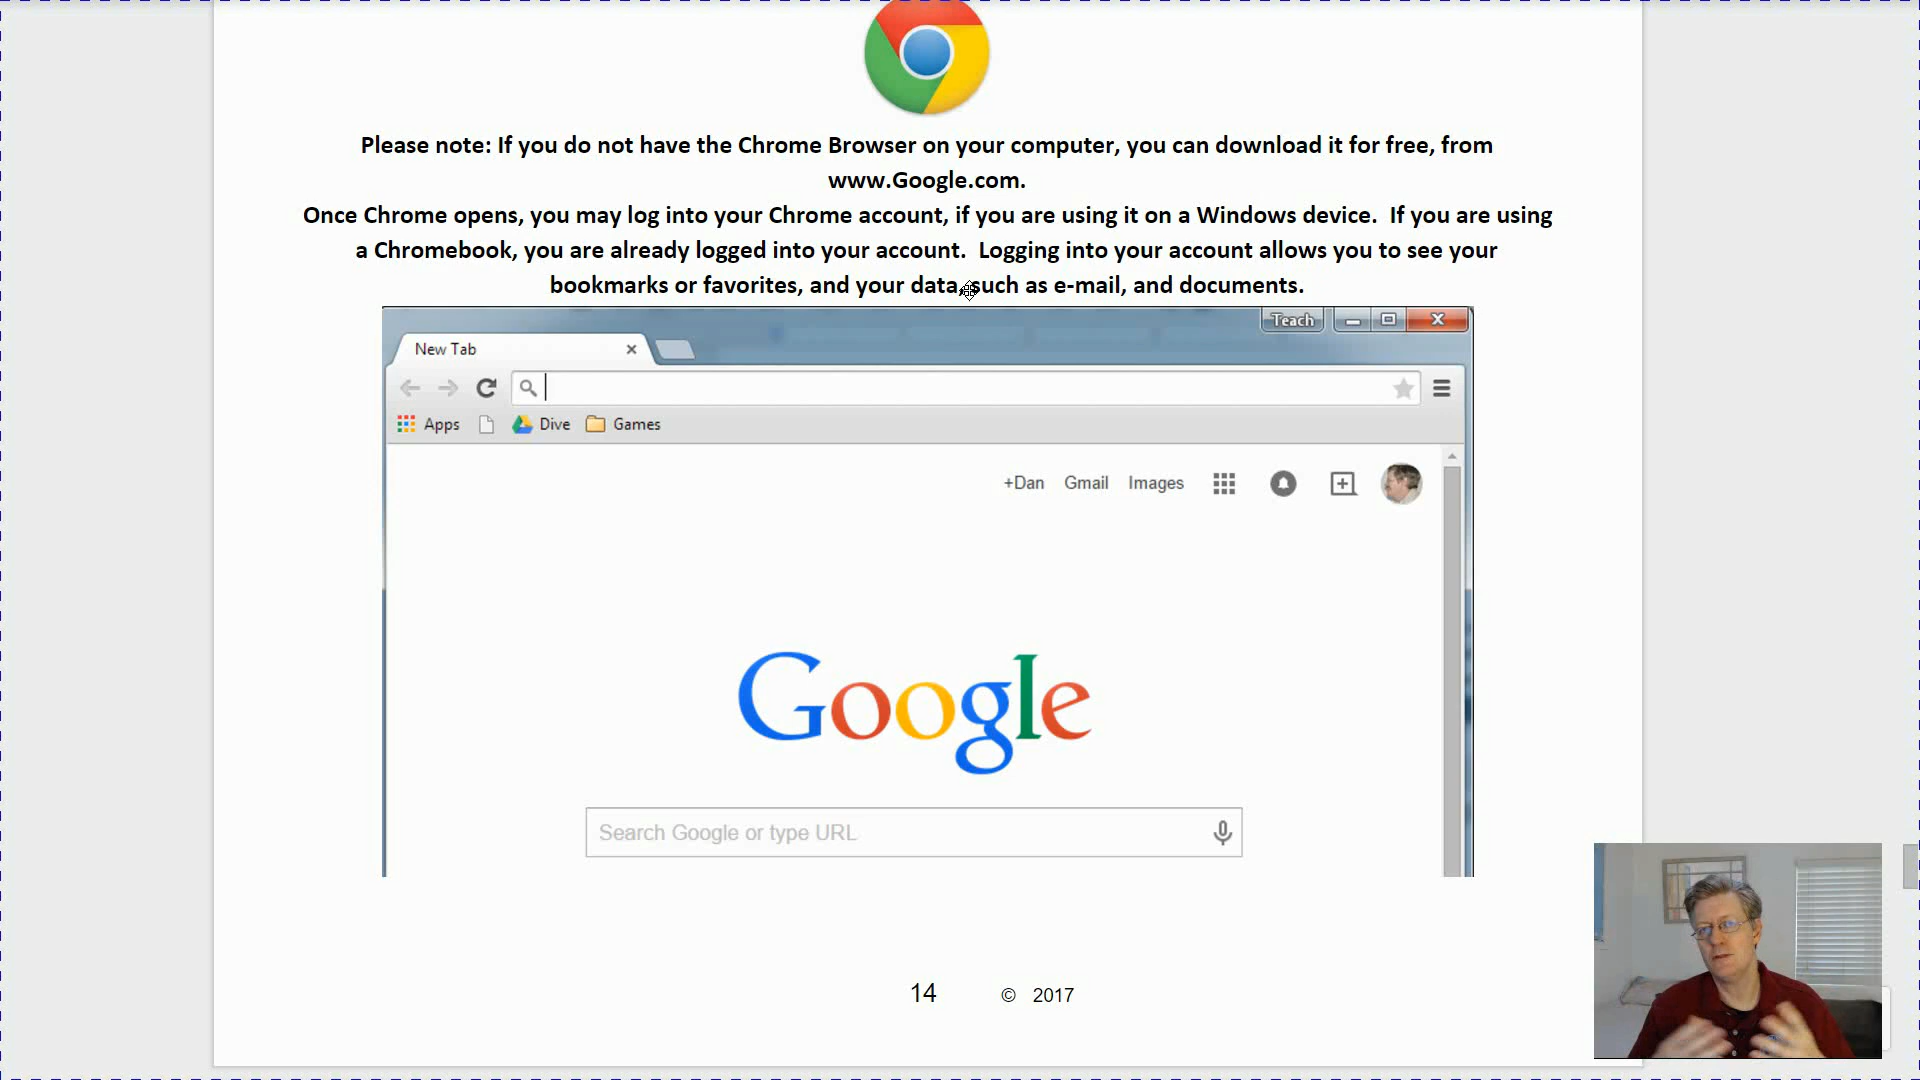 Please note: If you do not have the Chrome Browser on your computer, you can download it for free, from
www.Google.com.
Once Chrome opens, you may log into your Chrome account, if you are using it on a Windows device.  If you are using
a Chromebook, you are already logged into your account.  Logging into your account allows you to see your
bookmarks or favorites, and your data, such as e-mail, and documents.
Teach
New Tab
Apps Dive Games
+Dan Gmail Images
Google
Search Google or type URL
14 © 2017